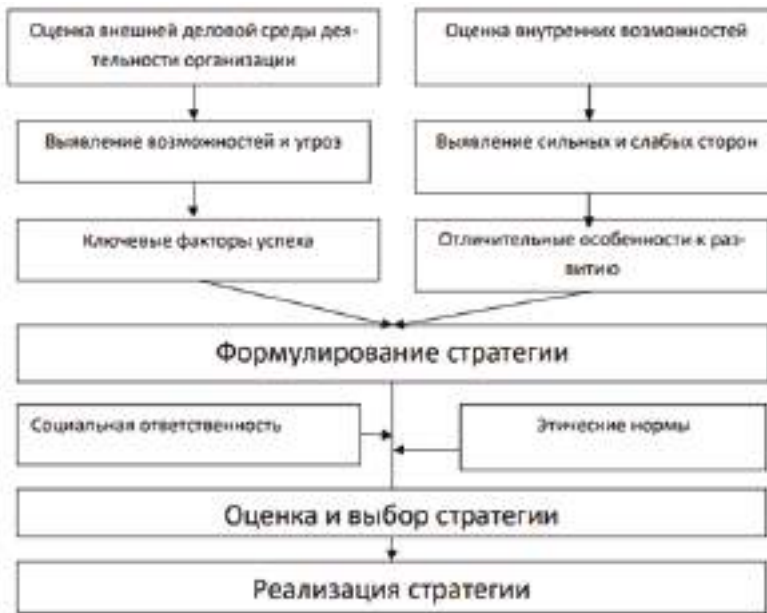 Оценка внешней деловой среды дея-
тельности организации
Оценка внутренних возможностей
Выявление возможностей и угроз
Выявление сильных и слабых сторон
Ключевые факторы успеха
Отличительные особенности к раз-
витию
Формулирование стратегии
Социальная ответственность
Этические нормы
Оценка и выбор стратегии
Реализация стратегии